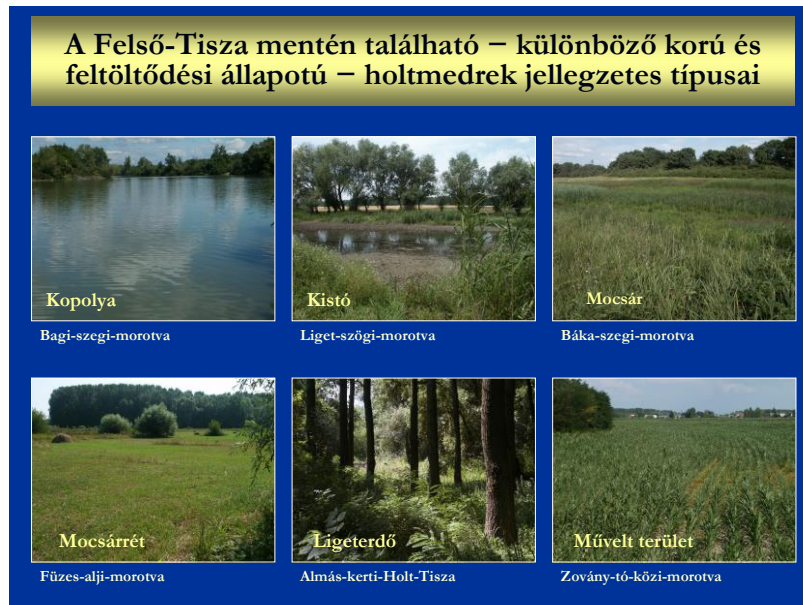 A Felső-Tisza mentén található − különböző korú és
feltöltődési állapotú − holtmedrek jellegzetes típusai
Kopolya
Kistó
Mocsár
Bagi-szegi-morotva
Liget-szögi-morotva
Báka-szegi-morotva
Mocsárrét
Ligeterdő
Művelt terület
Füzes-alji-morotva
Almás-kerti-Holt-Tisza
Zovány-tó-közi-morotva